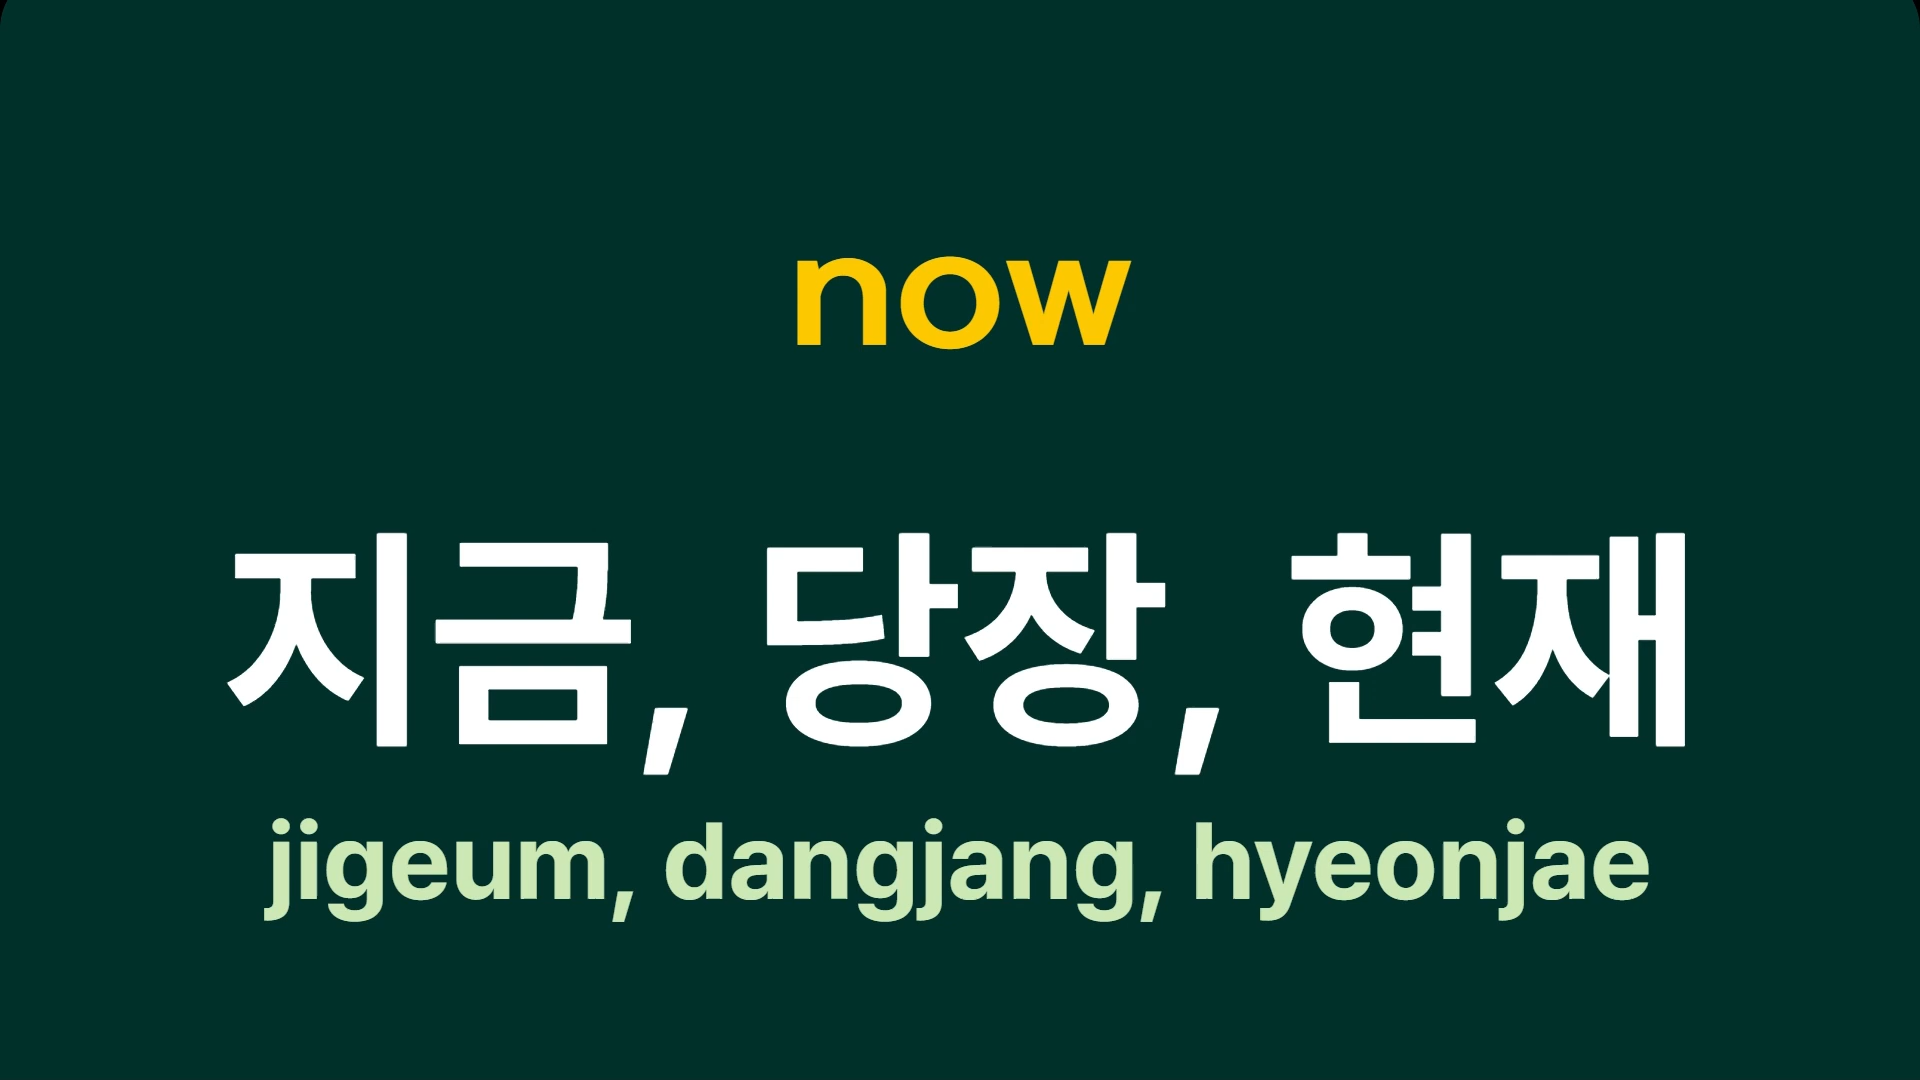 now
지금, 당장, 현재
jigeum, dangjang, hyeonjae